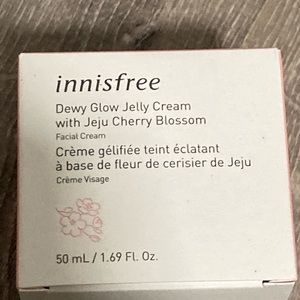 innisfree
Dewy Glow Jelly Cream
with Jeju Cherry Blossom
Facial Cream
Crème gélifiée teint éclatant
à base de fleur de cerisier de Jeju
Crème Visage
50 mL / 1.69 Fl. Oz.